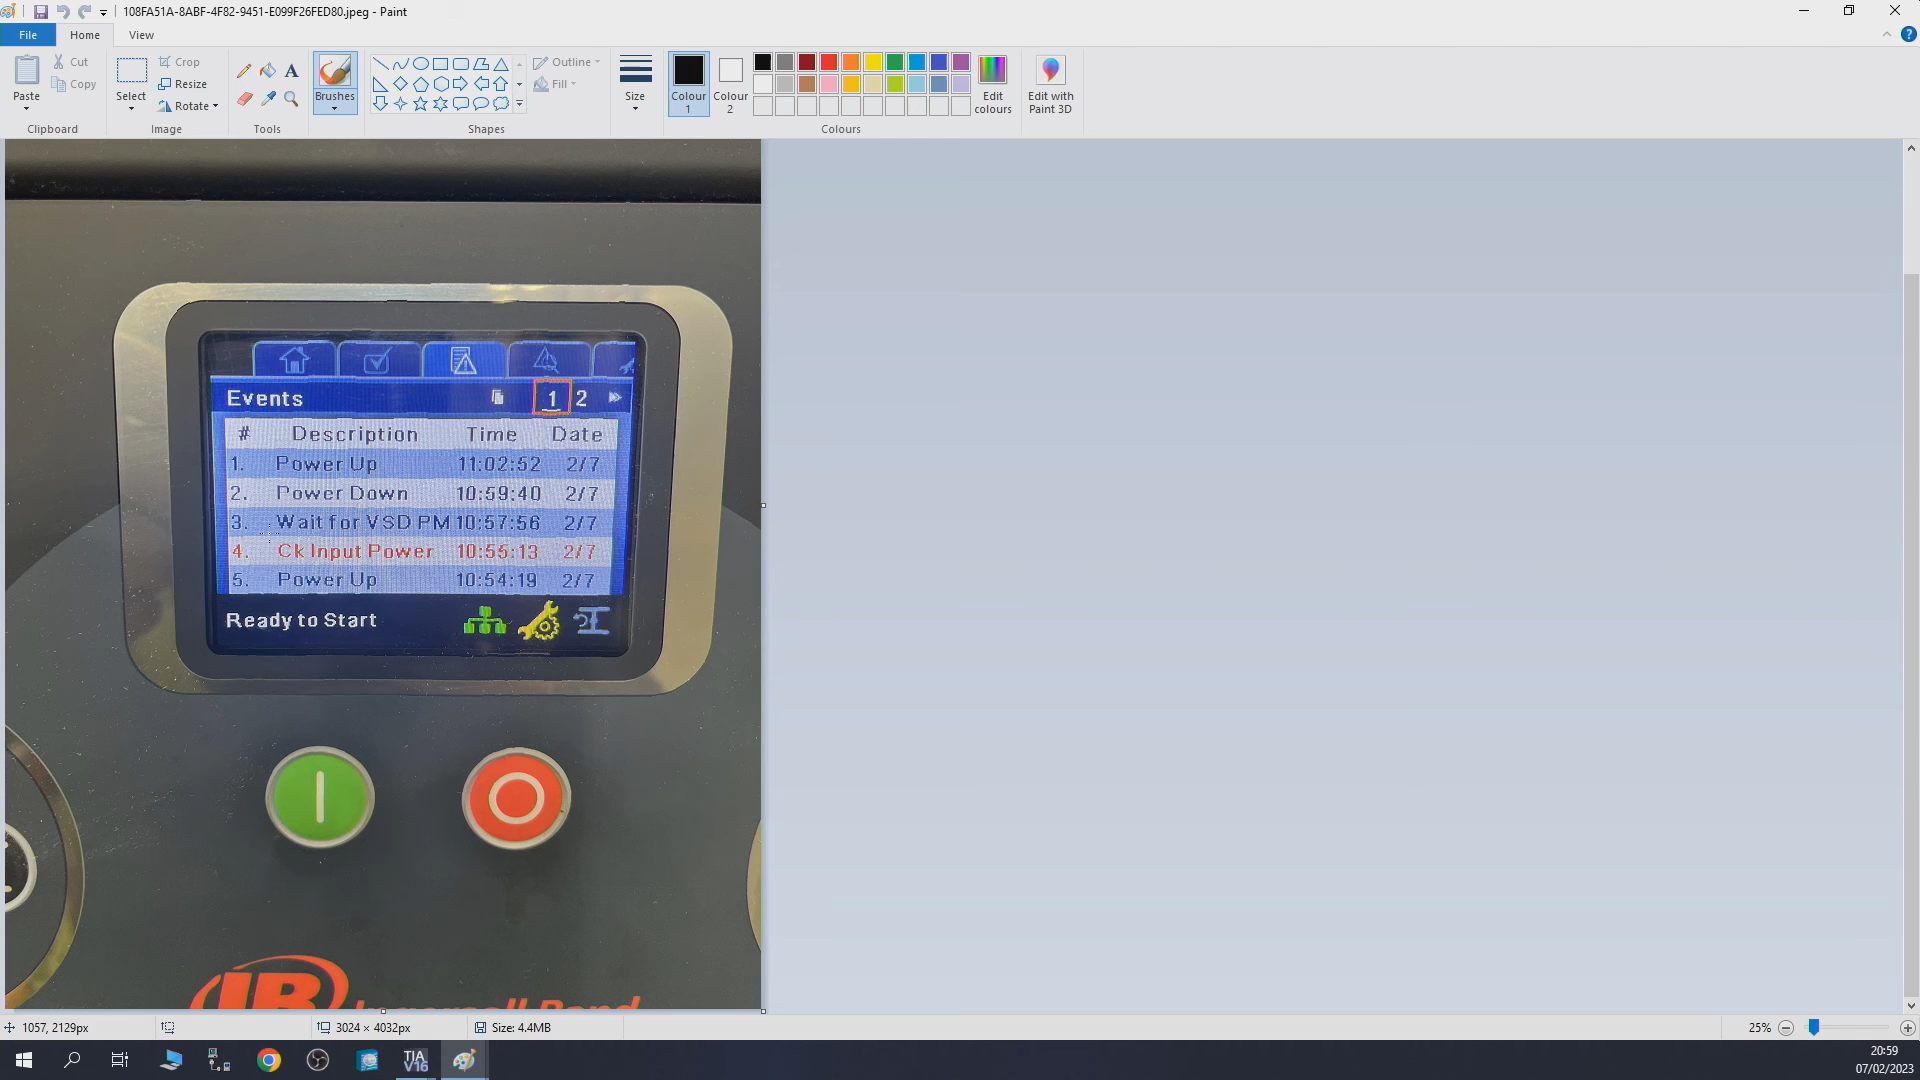 108FA51A-8ABF-4F82-9451-E099F26FED80.jpeg - Paint
File Home View
Paste
Cut
Copy
Clipboard
Select
Crop
Resize
Rotate
Image
A
Tools
Brushes
Shapes
Outline
Fill
Size
Colour 1
Colour 2
Colours
Edit colours
Edit with Paint 3D
Events 1 2
# Description Time Date
1. Power Up 11:02:52 2/7
2. Power Down 10:59:40 2/7
3. Wait for VSD PM 10:57:56 2/7
4. Ck Input Power 10:55:13 2/7
5. Power Up 10:54:19 2/7
Ready to Start
IR Ingersoll Rand
1057, 2129px 3024 × 4032px Size: 4.4MB 25%
TIA V16
20:59
07/02/2023